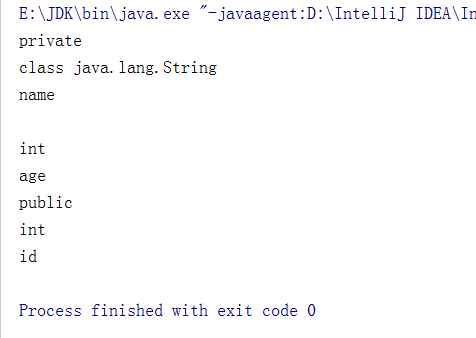 E:\JDK\bin\java.exe "-javaagent:D:\IntelliJ IDEA\In
private
class java.lang.String
name

int
age
public
int
id

Process finished with exit code 0